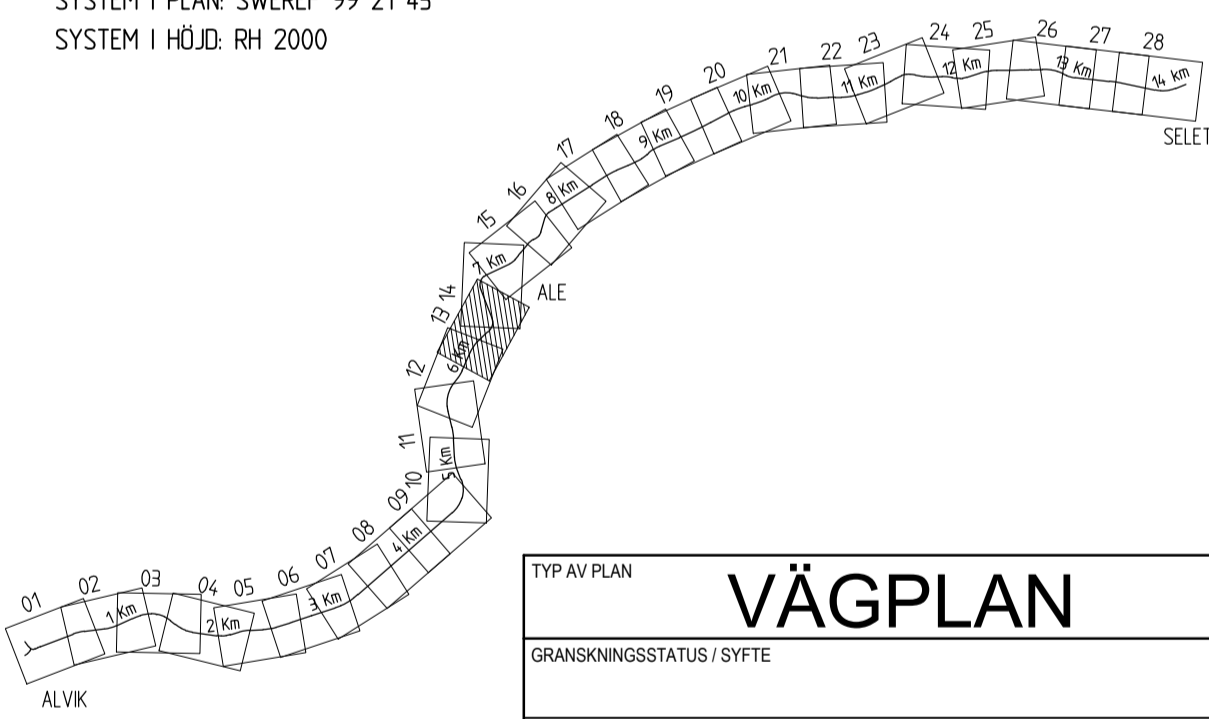 SYSTEM I PLAN: SWEREF 99 21 45
SYSTEM I HÖJD: RH 2000
01
02
03
04
05
06
07
08
09
10
11
12
13
14
15
16
17
18
19
20
21
22
23
24
25
26
27
28
1 Km
2 Km
3 Km
4 Km
5 Km
6 Km
7 Km
8 Km
9 Km
10 Km
11 Km
12 Km
13 Km
14 km
ALVIK
ALE
SELET
TYP AV PLAN
VÄGPLAN
GRANSKNINGSSTATUS / SYFTE